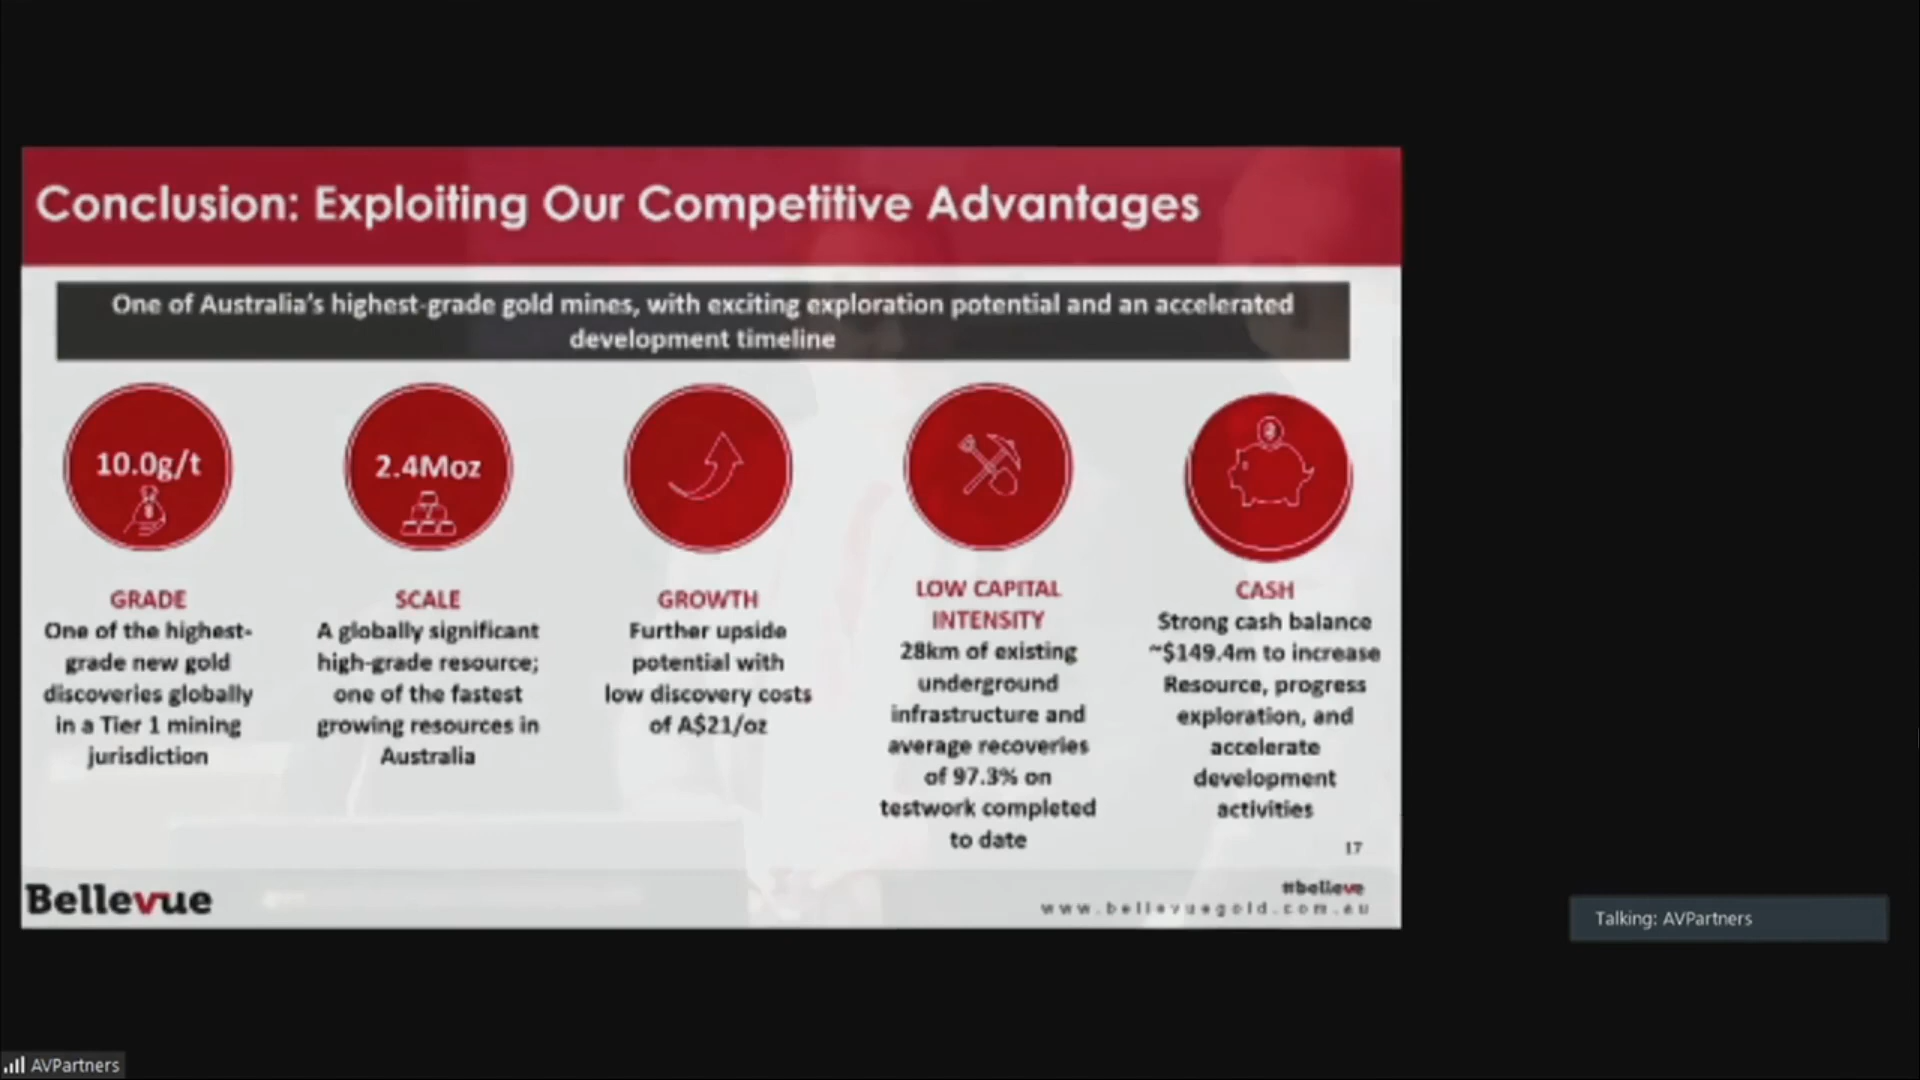 Conclusion: Exploiting Our Competitive Advantages
One of Australia's highest-grade gold mines, with exciting exploration potential and an accelerated
development timeline
10.0g/t
GRADE
One of the highest-
grade new gold
discoveries globally
in a Tier 1 mining
jurisdiction
2.4Moz
SCALE
A globally significant
high-grade resource;
one of the fastest
growing resources in
Australia
GROWTH
Further upside
potential with
low discovery costs
of A$21/oz
LOW CAPITAL
INTENSITY
28km of existing
underground
infrastructure and
average recoveries
of 97.3% on
testwork completed
to date
CASH
Strong cash balance
~$149.4m to increase
Resource, progress
exploration, and
accelerate
development
activities
17
Bellevue
#believe
www.bellevuegold.com.au
Talking: AVPartners
AVPartners